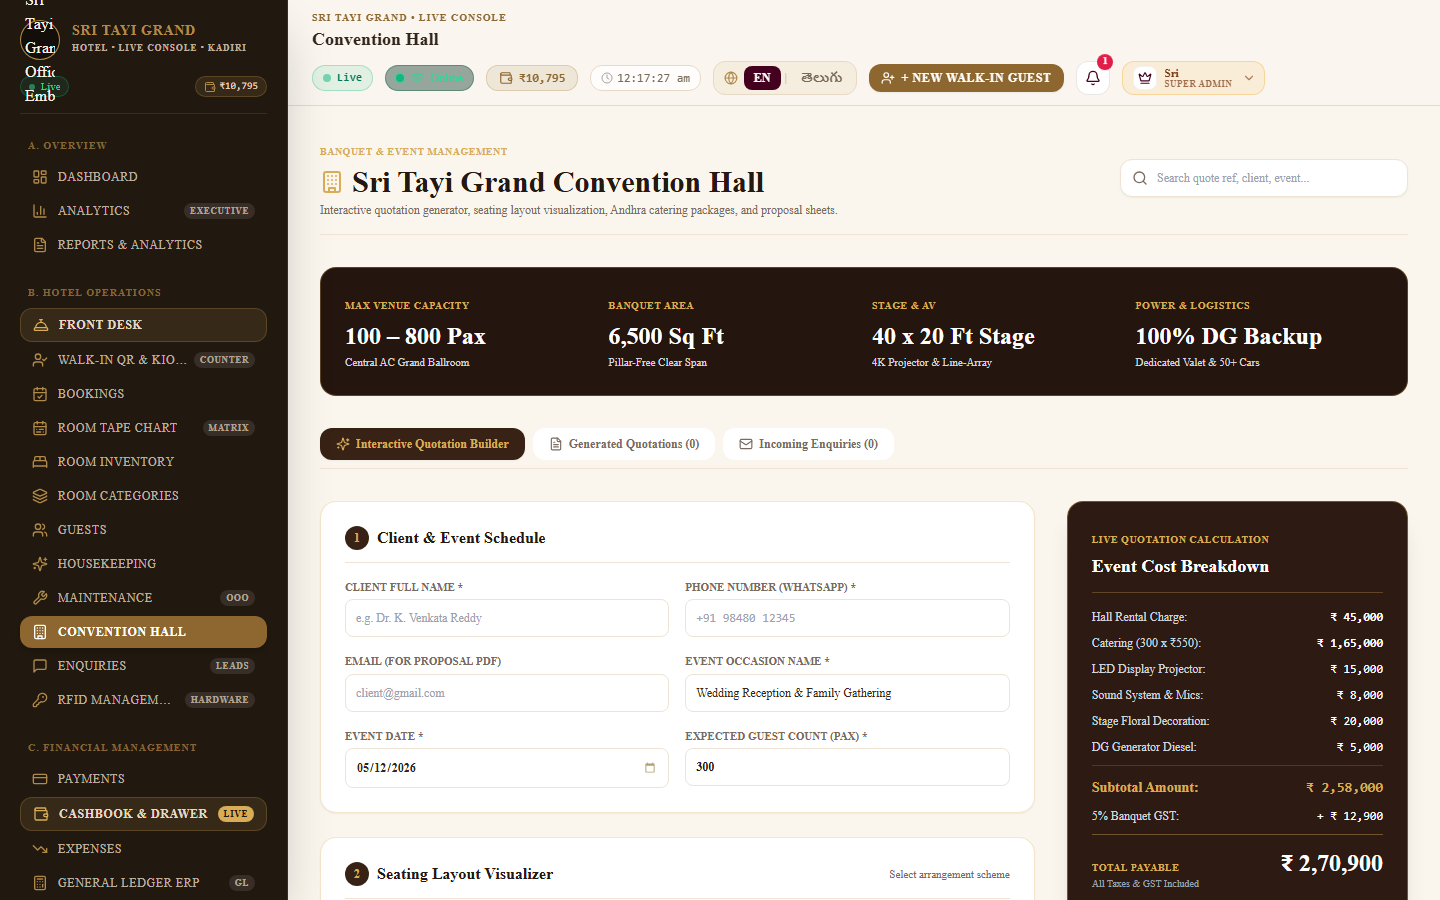 Sri
Tayi
Gran
Offic
Emb
SRI TAYI GRAND
HOTEL • LIVE CONSOLE • KADIRI
Live
₹10,795
A. OVERVIEW
DASHBOARD
ANALYTICS EXECUTIVE
REPORTS & ANALYTICS
B. HOTEL OPERATIONS
FRONT DESK
WALK-IN QR & KIO... COUNTER
BOOKINGS
ROOM TAPE CHART MATRIX
ROOM INVENTORY
ROOM CATEGORIES
GUESTS
HOUSEKEEPING
MAINTENANCE OOO
CONVENTION HALL
ENQUIRIES LEADS
RFID MANAGEM... HARDWARE
C. FINANCIAL MANAGEMENT
PAYMENTS
CASHBOOK & DRAWER LIVE
EXPENSES
GENERAL LEDGER ERP GL
SRI TAYI GRAND • LIVE CONSOLE
Convention Hall
Live
₹10,795
12:17:27 am
EN | తెలుగు
+ NEW WALK-IN GUEST
1
Sri
SUPER ADMIN
BANQUET & EVENT MANAGEMENT
Sri Tayi Grand Convention Hall
Interactive quotation generator, seating layout visualization, Andhra catering packages, and proposal sheets.
Search quote ref, client, event...
MAX VENUE CAPACITY
100 – 800 Pax
Central AC Grand Ballroom
BANQUET AREA
6,500 Sq Ft
Pillar-Free Clear Span
STAGE & AV
40 x 20 Ft Stage
4K Projector & Line-Array
POWER & LOGISTICS
100% DG Backup
Dedicated Valet & 50+ Cars
Interactive Quotation Builder
Generated Quotations (0)
Incoming Enquiries (0)
1 Client & Event Schedule
CLIENT FULL NAME *
e.g. Dr. K. Venkata Reddy
PHONE NUMBER (WHATSAPP) *
+91 98480 12345
EMAIL (FOR PROPOSAL PDF)
client@gmail.com
EVENT OCCASION NAME *
Wedding Reception & Family Gathering
EVENT DATE *
05/12/2026
EXPECTED GUEST COUNT (PAX) *
300
2 Seating Layout Visualizer
Select arrangement scheme
LIVE QUOTATION CALCULATION
Event Cost Breakdown
Hall Rental Charge: ₹ 45,000
Catering (300 x ₹550): ₹ 1,65,000
LED Display Projector: ₹ 15,000
Sound System & Mics: ₹ 8,000
Stage Floral Decoration: ₹ 20,000
DG Generator Diesel: ₹ 5,000
Subtotal Amount: ₹ 2,58,000
5% Banquet GST: + ₹ 12,900
TOTAL PAYABLE
All Taxes & GST Included
₹ 2,70,900